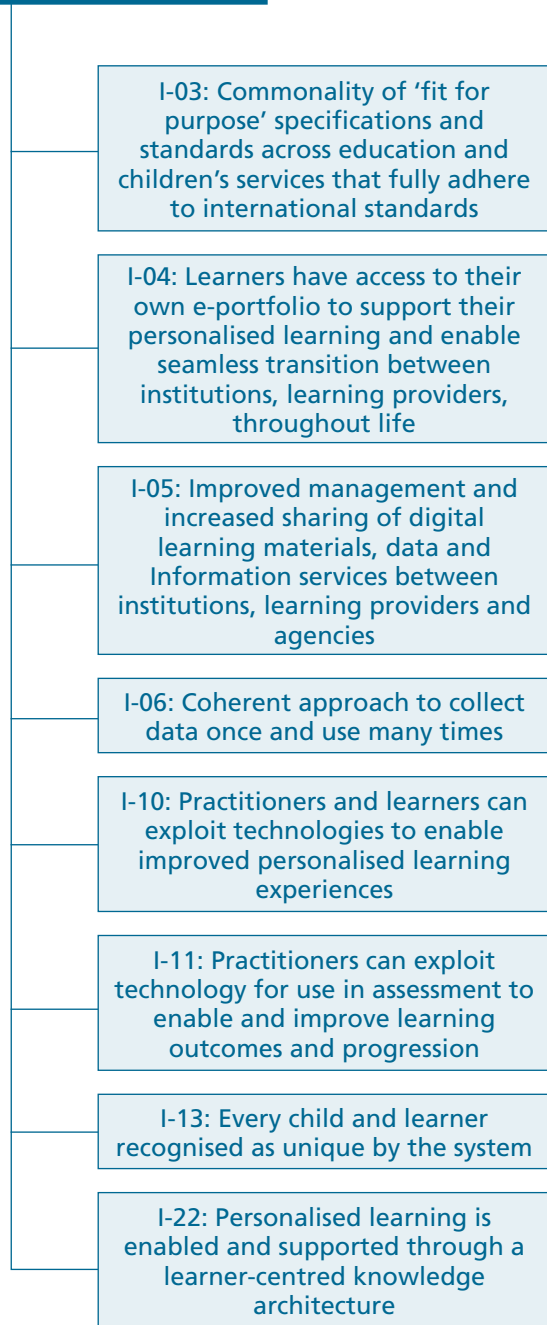 I-03: Commonality of ‘fit for
purpose’ specifications and
standards across education and
children’s services that fully adhere
to international standards
I-04: Learners have access to their
own e-portfolio to support their
personalised learning and enable
seamless transition between
institutions, learning providers,
throughout life
I-05: Improved management and
increased sharing of digital
learning materials, data and
Information services between
institutions, learning providers and
agencies
I-06: Coherent approach to collect
data once and use many times
I-10: Practitioners and learners can
exploit technologies to enable
improved personalised learning
experiences
I-11: Practitioners can exploit
technology for use in assessment to
enable and improve learning
outcomes and progression
I-13: Every child and learner
recognised as unique by the system
I-22: Personalised learning is
enabled and supported through a
learner-centred knowledge
architecture